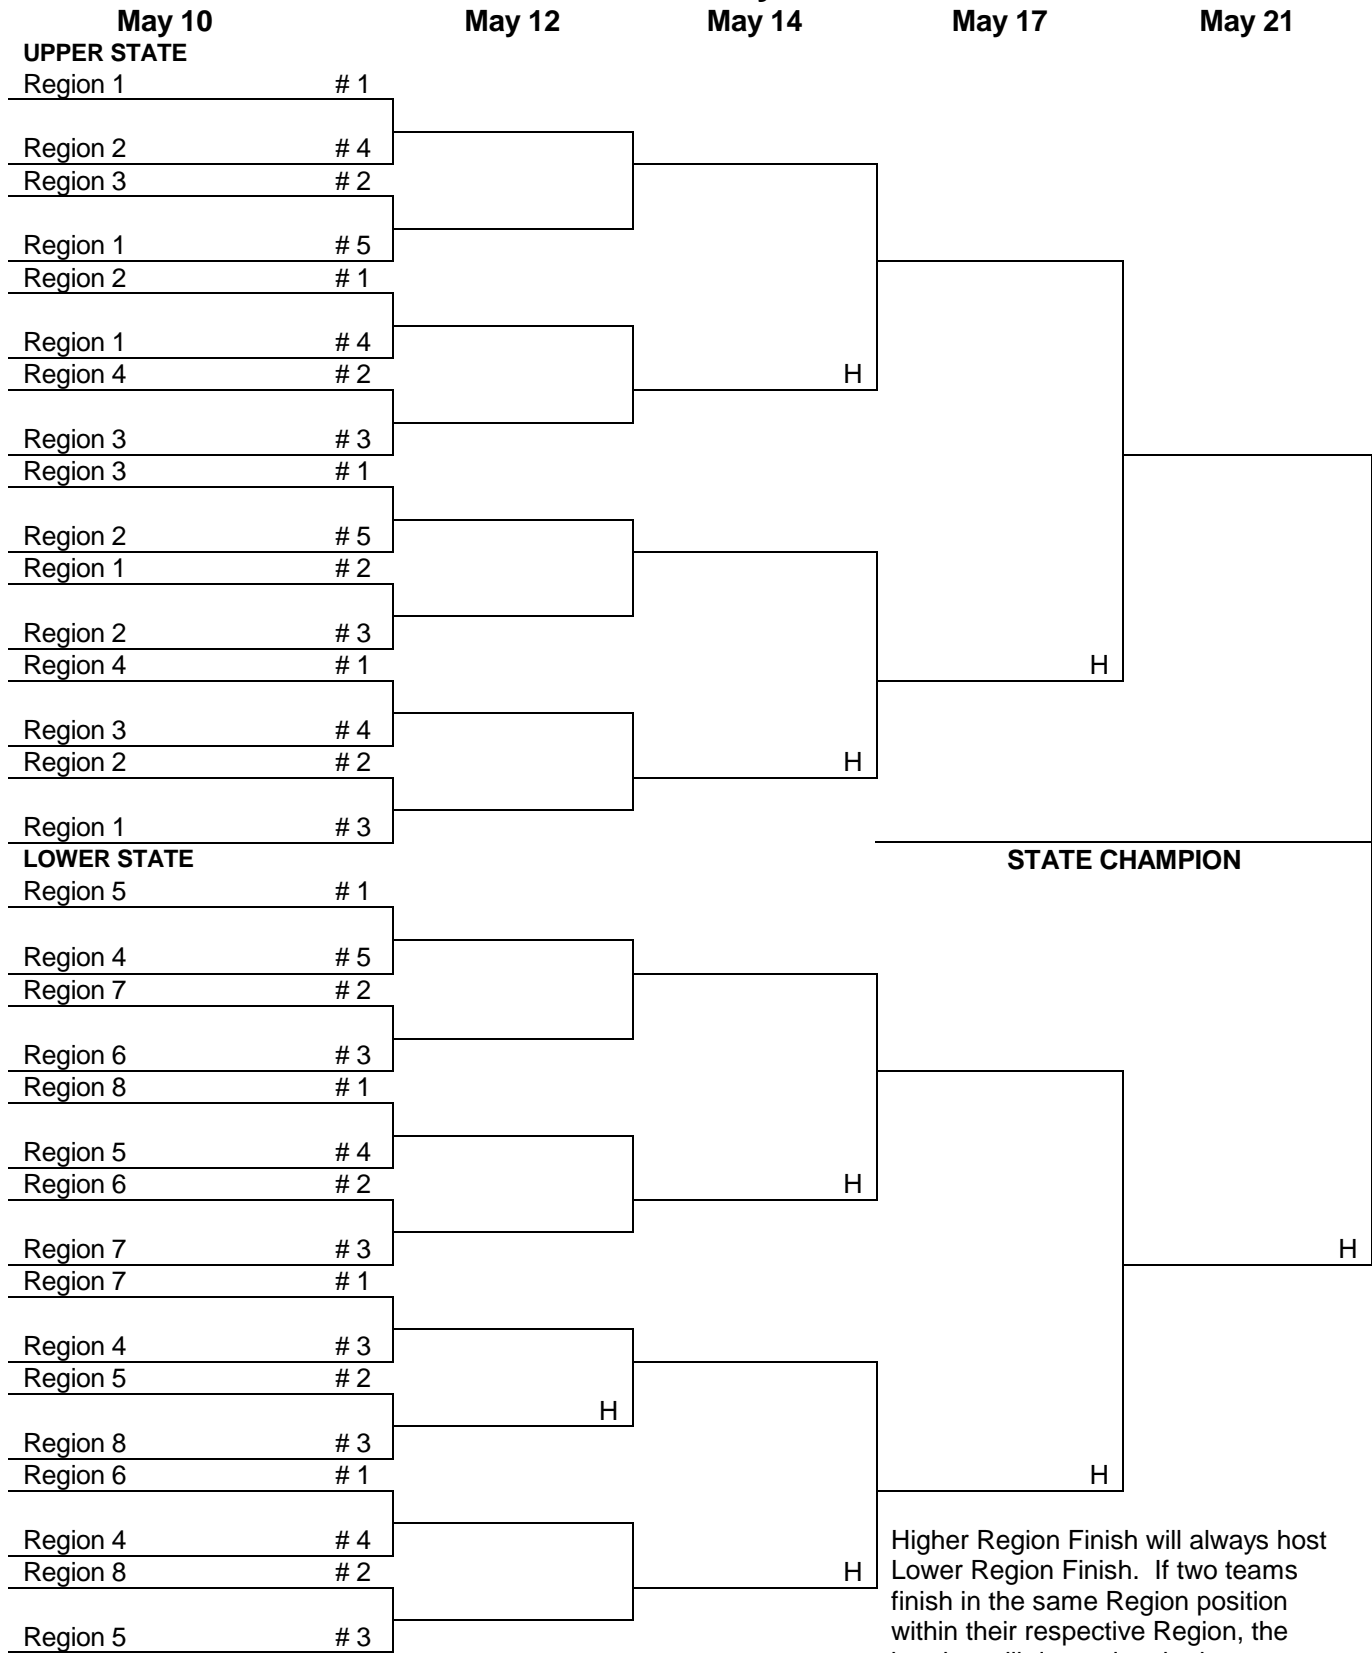 May 10 May 12 May 14 May 17 May 21
UPPER STATE
Region 1 # 1
Region 2 # 4
Region 3 # 2
Region 1 # 5
Region 2 # 1
Region 1 # 4
Region 4 # 2 H
Region 3 # 3
Region 3 # 1
Region 2 # 5
Region 1 # 2
Region 2 # 3
Region 4 # 1 H
Region 3 # 4
Region 2 # 2 H
Region 1 # 3
LOWER STATE STATE CHAMPION
Region 5 # 1
Region 4 # 5
Region 7 # 2
Region 6 # 3
Region 8 # 1
Region 5 # 4
Region 6 # 2 H
Region 7 # 3 H
Region 7 # 1
Region 4 # 3
Region 5 # 2
H
Region 8 # 3
Region 6 # 1 H
Region 4 # 4 Higher Region Finish will always host
Region 8 # 2 H Lower Region Finish. If two teams
finish in the same Region position
Region 5 # 3 within their respective Region, the